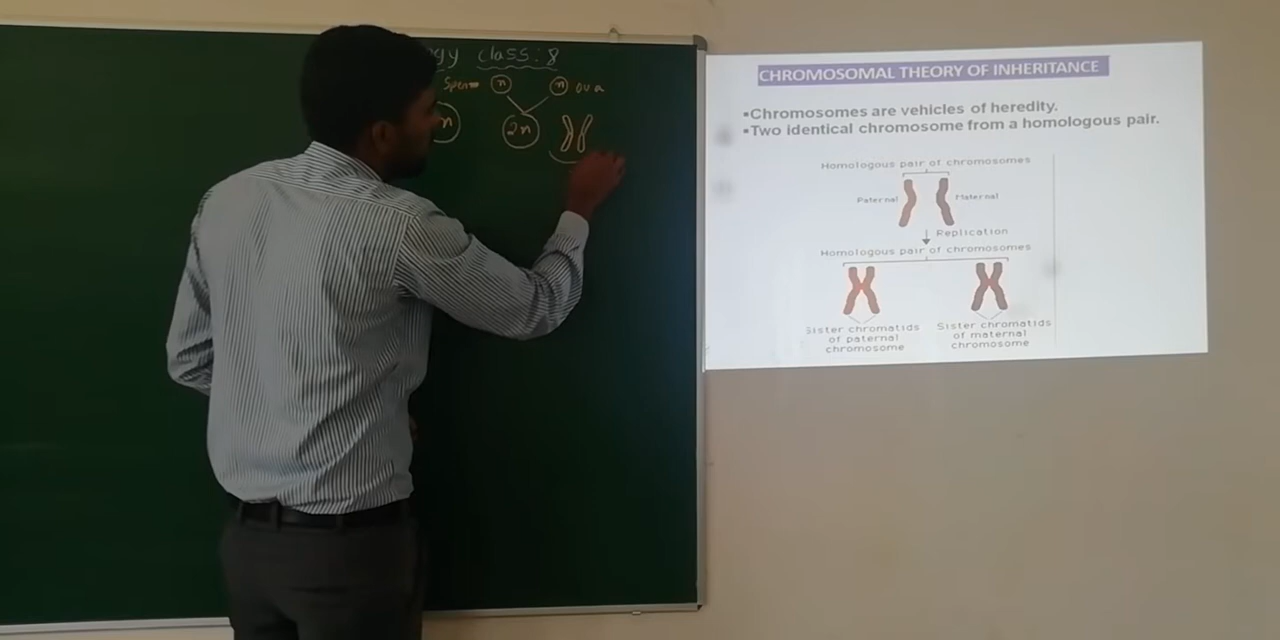 gy class: 8
Sperm n n ova
n 2n
CHROMOSOMAL THEORY OF INHERITANCE
▪Chromosomes are vehicles of heredity.
▪Two identical chromosome from a homologous pair.
Homologous pair of chromosomes
Paternal Maternal
Replication
Homologous pair of chromosomes
Sister chromatids of paternal chromosome
Sister chromatids of maternal chromosome